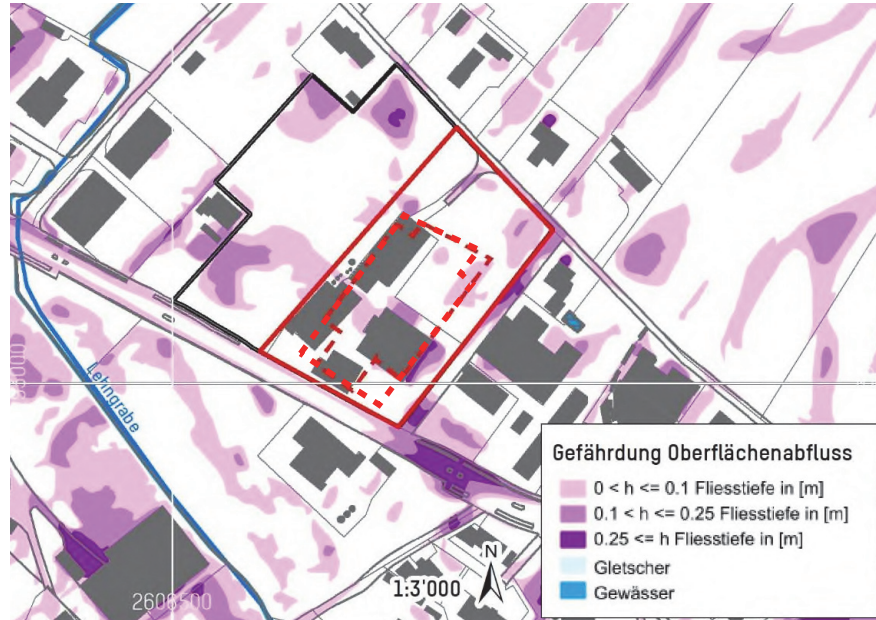 Lehngrabe
2606500
1:3'000
N
Gefährdung Oberflächenabfluss
0 < h <= 0.1 Fliesstiefe in [m]
0.1 < h <= 0.25 Fliesstiefe in [m]
0.25 <= h Fliesstiefe in [m]
Gletscher
Gewässer